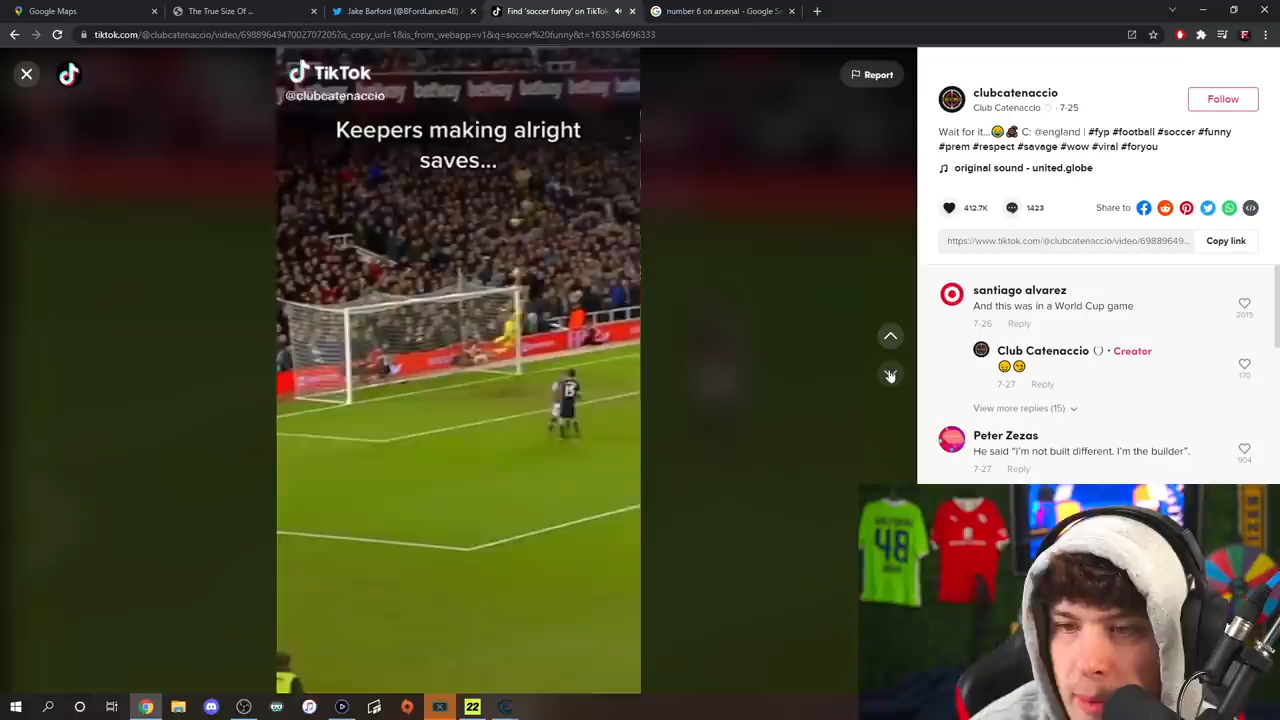 Google Maps
The True Size Of ...
Jake Barford (@BFordLancer48)
Find 'soccer funny' on TikTok
number 6 on arsenal - Google S
tiktok.com/@clubcatenaccio/video/6988964947002707205?is_copy_url=1&is_from_webapp=v1&q=soccer%20funny&t=1635364696333
TikTok
@clubcatenaccio
Report
Keepers making alright
saves...
clubcatenaccio
Club Catenaccio · 7-25
Follow
Wait for it...😂 C: @england | #fyp #football #soccer #funny
#prem #respect #savage #wow #viral #foryou
original sound - united.globe
412.7K
1423
Share to
https://www.tiktok.com/@clubcatenaccio/video/69889649...
Copy link
santiago alvarez
And this was in a World Cup game
7-26 Reply
2015
Club Catenaccio · Creator
7-27 Reply
170
View more replies (15)
Peter Zezas
He said "i'm not built different. I'm the builder".
7-27 Reply
904
betway
15
48
22